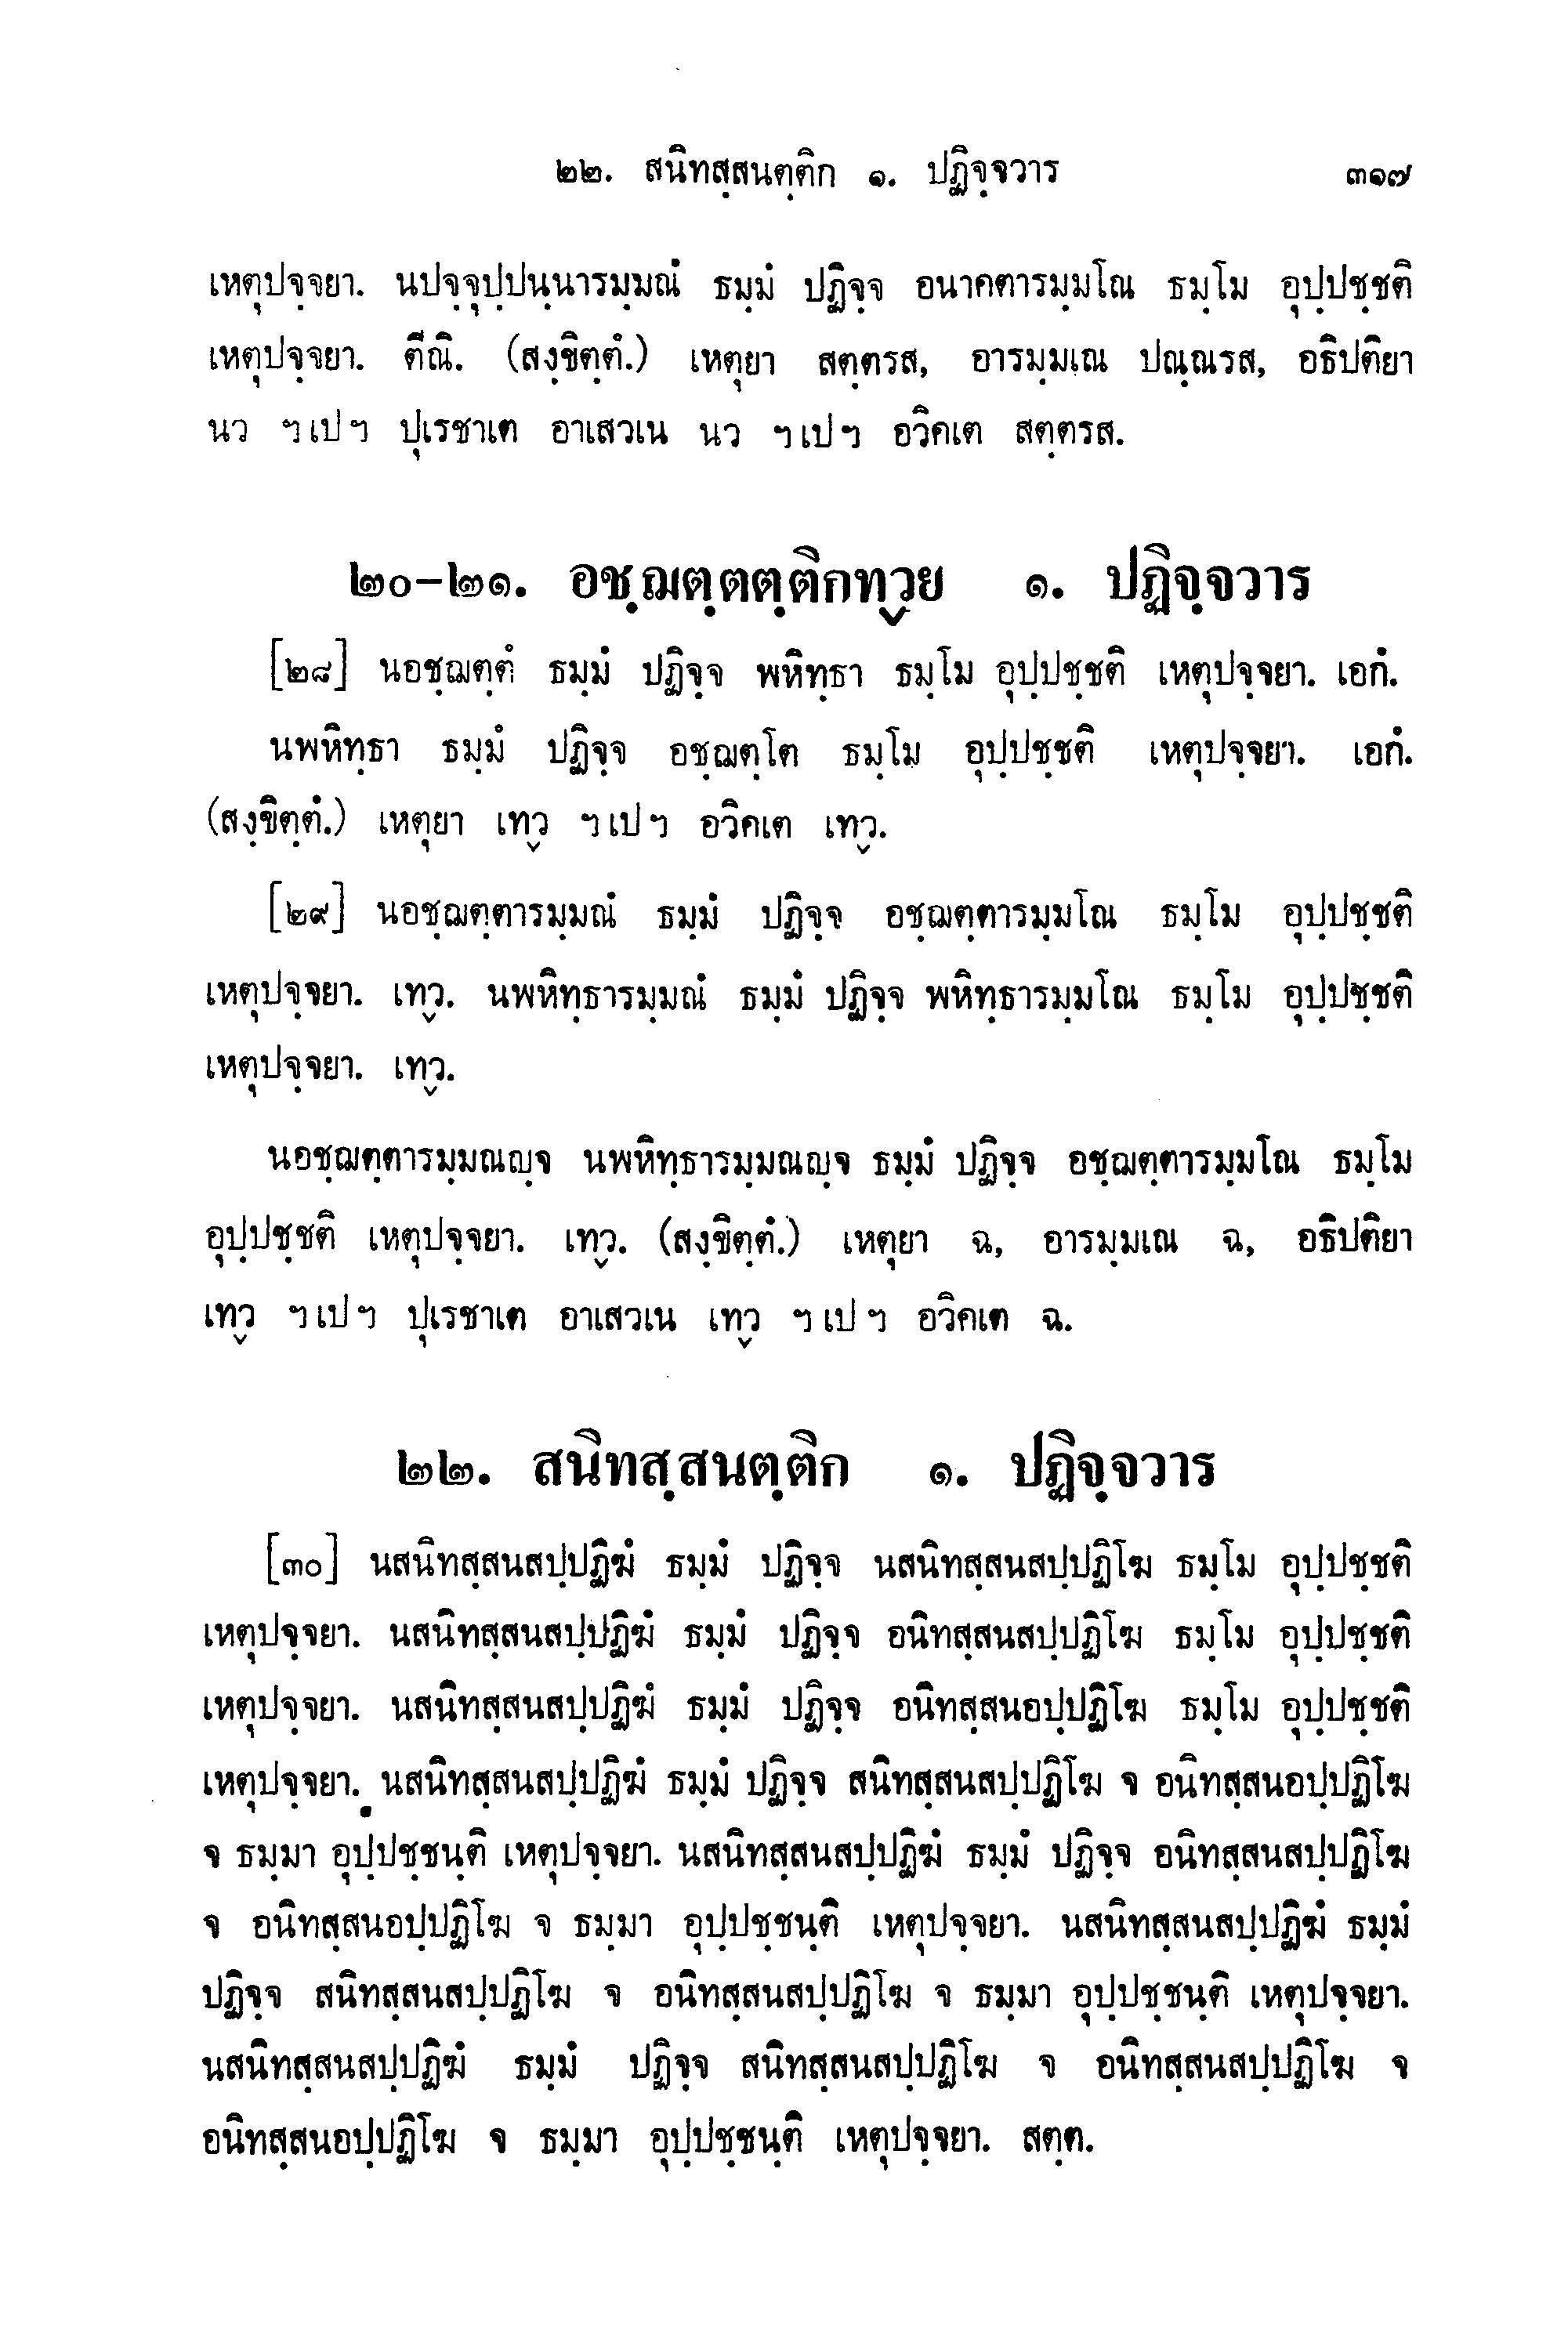 ๒๒. สนิทสฺสนตฺติก ๑. ปฏิจฺจวาร ๓๑๗
เหตุปจฺจยา. นปจฺจุปฺปนฺนารมฺมณํ ธมฺมํ ปฏิจฺจ อนาคตารมฺมโณ ธมฺโม อุปฺปชฺชติ
เหตุปจฺจยา. ตีณิ. (สงฺขิตฺตํ.) เหตุยา สตฺตรส, อารมฺมเณ ปณฺณรส, อธิปติยา
นว ฯเปฯ ปุเรชาเต อาเสวเน นว ฯเปฯ อวิคเต สตฺตรส.
๒๐-๒๑. อชฺฌตฺตตฺติกทฺวย ๑. ปฏิจฺจวาร
[๒๘] นอชฺฌตฺตํ ธมฺมํ ปฏิจฺจ พหิทฺธา ธมฺโม อุปฺปชฺชติ เหตุปจฺจยา. เอกํ.
นพหิทฺธา ธมฺมํ ปฏิจฺจ อชฺฌตฺโต ธมฺโม อุปฺปชฺชติ เหตุปจฺจยา. เอกํ.
(สงฺขิตฺตํ.) เหตุยา เทฺว ฯเปฯ อวิคเต เทฺว.
[๒๙] นอชฺฌตฺตารมฺมณํ ธมฺมํ ปฏิจฺจ อชฺฌตฺตารมฺมโณ ธมฺโม อุปฺปชฺชติ
เหตุปจฺจยา. เทฺว. นพหิทฺธารมฺมณํ ธมฺมํ ปฏิจฺจ พหิทฺธารมฺมโณ ธมฺโม อุปฺปชฺชติ
เหตุปจฺจยา. เทฺว.
นอชฺฌตฺตารมฺมณญฺจ นพหิทฺธารมฺมณญฺจ ธมฺมํ ปฏิจฺจ อชฺฌตฺตารมฺมโณ ธมฺโม
อุปฺปชฺชติ เหตุปจฺจยา. เทฺว. (สงฺขิตฺตํ.) เหตุยา ฉ, อารมฺมเณ ฉ, อธิปติยา
เทฺว ฯเปฯ ปุเรชาเต อาเสวเน เทฺว ฯเปฯ อวิคเต ฉ.
๒๒. สนิทสฺสนตฺติก ๑. ปฏิจฺจวาร
[๓๐] นสนิทสฺสนสปฺปฏิฆํ ธมฺมํ ปฏิจฺจ นสนิทสฺสนสปฺปฏิโฆ ธมฺโม อุปฺปชฺชติ
เหตุปจฺจยา. นสนิทสฺสนสปฺปฏิฆํ ธมฺมํ ปฏิจฺจ อนิทสฺสนสปฺปฏิโฆ ธมฺโม อุปฺปชฺชติ
เหตุปจฺจยา. นสนิทสฺสนสปฺปฏิฆํ ธมฺมํ ปฏิจฺจ อนิทสฺสนอปฺปฏิโฆ ธมฺโม อุปฺปชฺชติ
เหตุปจฺจยา. นสนิทสฺสนสปฺปฏิฆํ ธมฺมํ ปฏิจฺจ สนิทสฺสนสปฺปฏิโฆ จ อนิทสฺสนอปฺปฏิโฆ
จ ธมฺมา อุปฺปชฺชนฺติ เหตุปจฺจยา. นสนิทสฺสนสปฺปฏิฆํ ธมฺมํ ปฏิจฺจ อนิทสฺสนสปฺปฏิโฆ
จ อนิทสฺสนอปฺปฏิโฆ จ ธมฺมา อุปฺปชฺชนฺติ เหตุปจฺจยา. นสนิทสฺสนสปฺปฏิฆํ ธมฺมํ
ปฏิจฺจ สนิทสฺสนสปฺปฏิโฆ จ อนิทสฺสนสปฺปฏิโฆ จ ธมฺมา อุปฺปชฺชนฺติ เหตุปจฺจยา.
นสนิทสฺสนสปฺปฏิฆํ ธมฺมํ ปฏิจฺจ สนิทสฺสนสปฺปฏิโฆ จ อนิทสฺสนสปฺปฏิโฆ จ
อนิทสฺสนอปฺปฏิโฆ จ ธมฺมา อุปฺปชฺชนฺติ เหตุปจฺจยา. สตฺต.